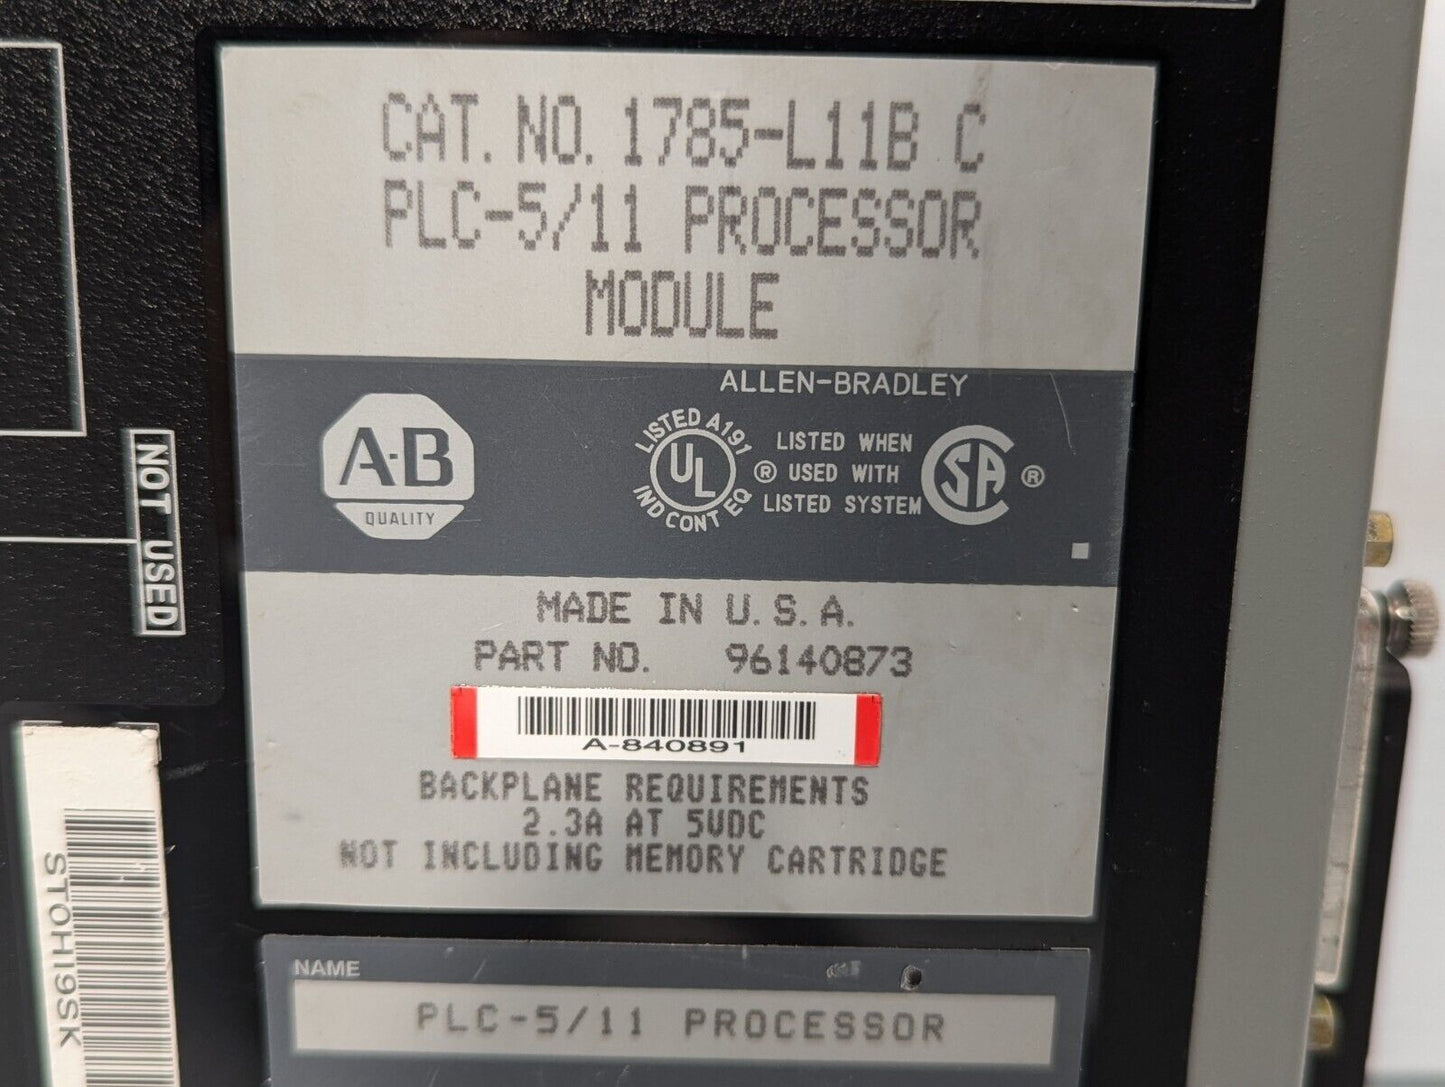 CAT. NO. 1785-L11B C
PLC-5/11 PROCESSOR
MODULE
ALLEN-BRADLEY
A-B
QUALITY
LISTED A191
UL
IND CONT EQ
®
LISTED WHEN
USED WITH
LISTED SYSTEM
SA
®
NOT USED
MADE IN U.S.A.
PART NO. 96140873
A-840891
BACKPLANE REQUIREMENTS
2.3A AT 5VDC
NOT INCLUDING MEMORY CARTRIDGE
STOHI9SK
NAME
PLC-5/11 PROCESSOR